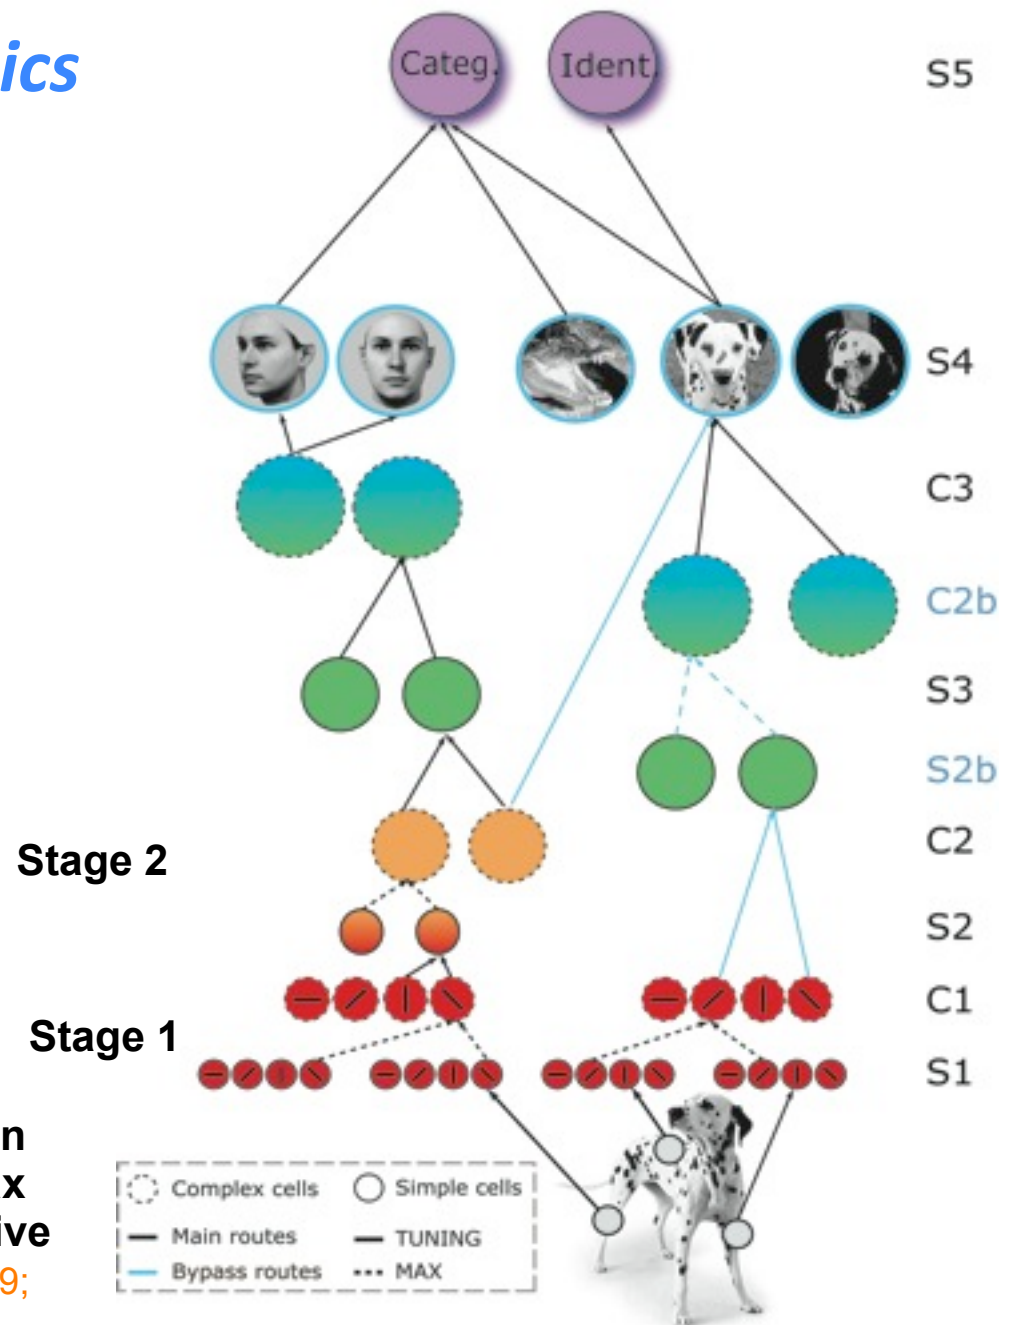 ics
Categ.
Ident.
S5
S4
C3
C2b
S3
S2b
C2
Stage 2
S2
C1
Stage 1
S1
n
x
ive
9;
Complex cells
Simple cells
Main routes
TUNING
Bypass routes
MAX